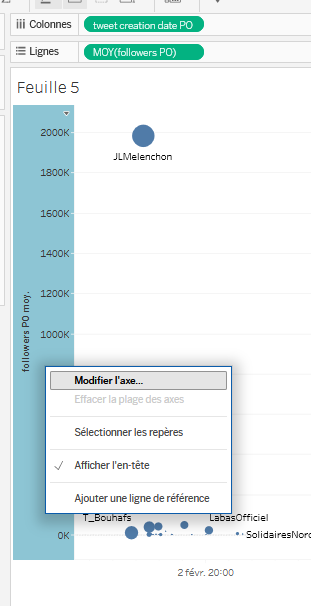 Colonnes
tweet creation date PO
Lignes
MOY(followers PO)
Feuille 5
2000K
JLMelenchon
1800K
1600K
1400K
1200K
1000K
followers PO moy.
Modifier l'axe...
Effacer la plage des axes
Sélectionner les repères
Afficher l'en-tête
Ajouter une ligne de référence
T_Bouhafs
LabasOfficiel
0K
SolidairesNord
2 févr. 20:00